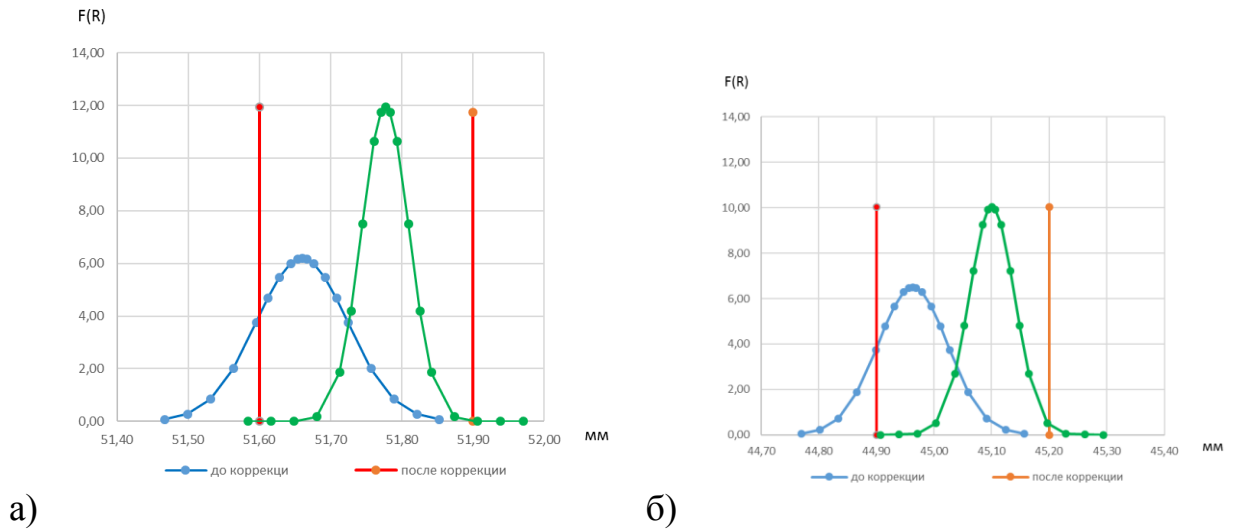 F(R)
14,00
12,00
10,00
8,00
6,00
4,00
2,00
0,00
51,40 51,50 51,60 51,70 51,80 51,90 52,00 мм
до коррекци после коррекции
а)
F(R)
14,00
12,00
10,00
8,00
6,00
4,00
2,00
0,00
44,70 44,80 44,90 45,00 45,10 45,20 45,30 45,40 мм
до коррекции после коррекции
б)